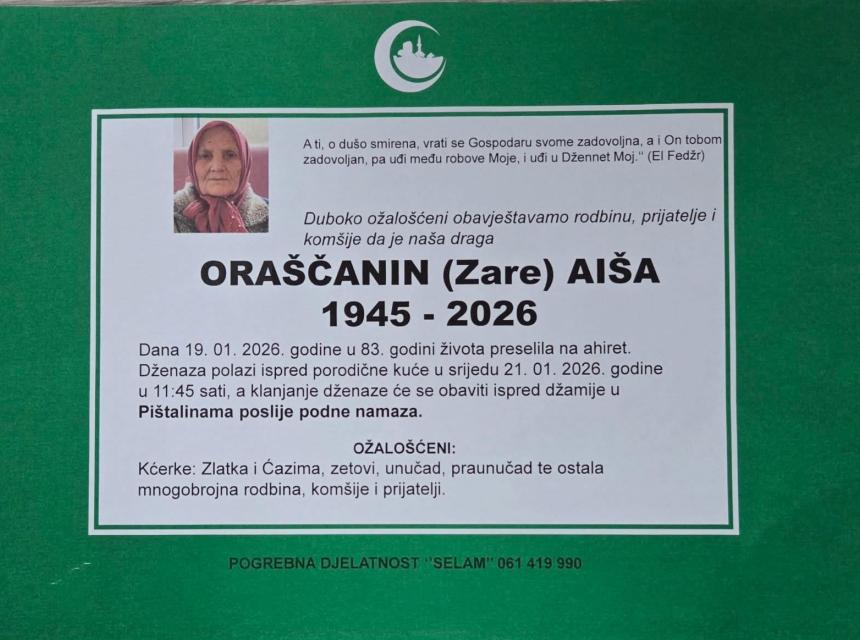 A ti, o dušo smirena, vrati se Gospodaru svome zadovoljna, a i On tobom
zadovoljan, pa uđi među robove Moje, i uđi u Džennet Moj." (El Fedžr)
Duboko ožalošćeni obavještavamo rodbinu, prijatelje i
komšije da je naša draga
ORAŠČANIN (Zare) AIŠA
1945 - 2026
Dana 19. 01. 2026. godine u 83. godini života preselila na ahiret.
Dženaza polazi ispred porodične kuće u srijedu 21. 01. 2026. godine
u 11:45 sati, a klanjanje dženaze će se obaviti ispred džamije u
Pištalinama poslije podne namaza.
OŽALOŠĆENI:
Kćerke: Zlatka i Ćazima, zetovi, unučad, praunučad te ostala
mnogobrojna rodbina, komšije i prijatelji.
POGREBNA DJELATNOST "SELAM" 061 419 990